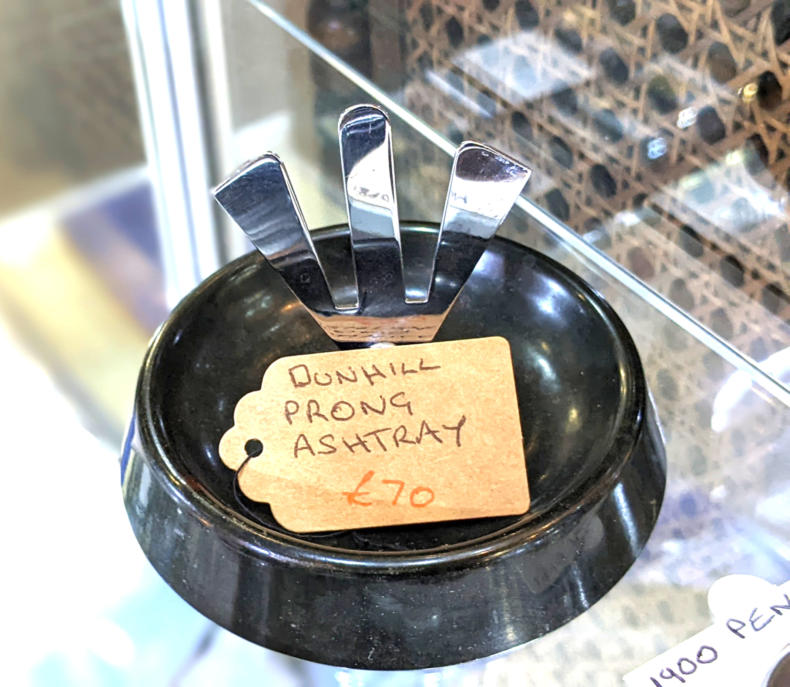 DUNHILL
PRONG
ASHTRAY
£70
1900 PEN